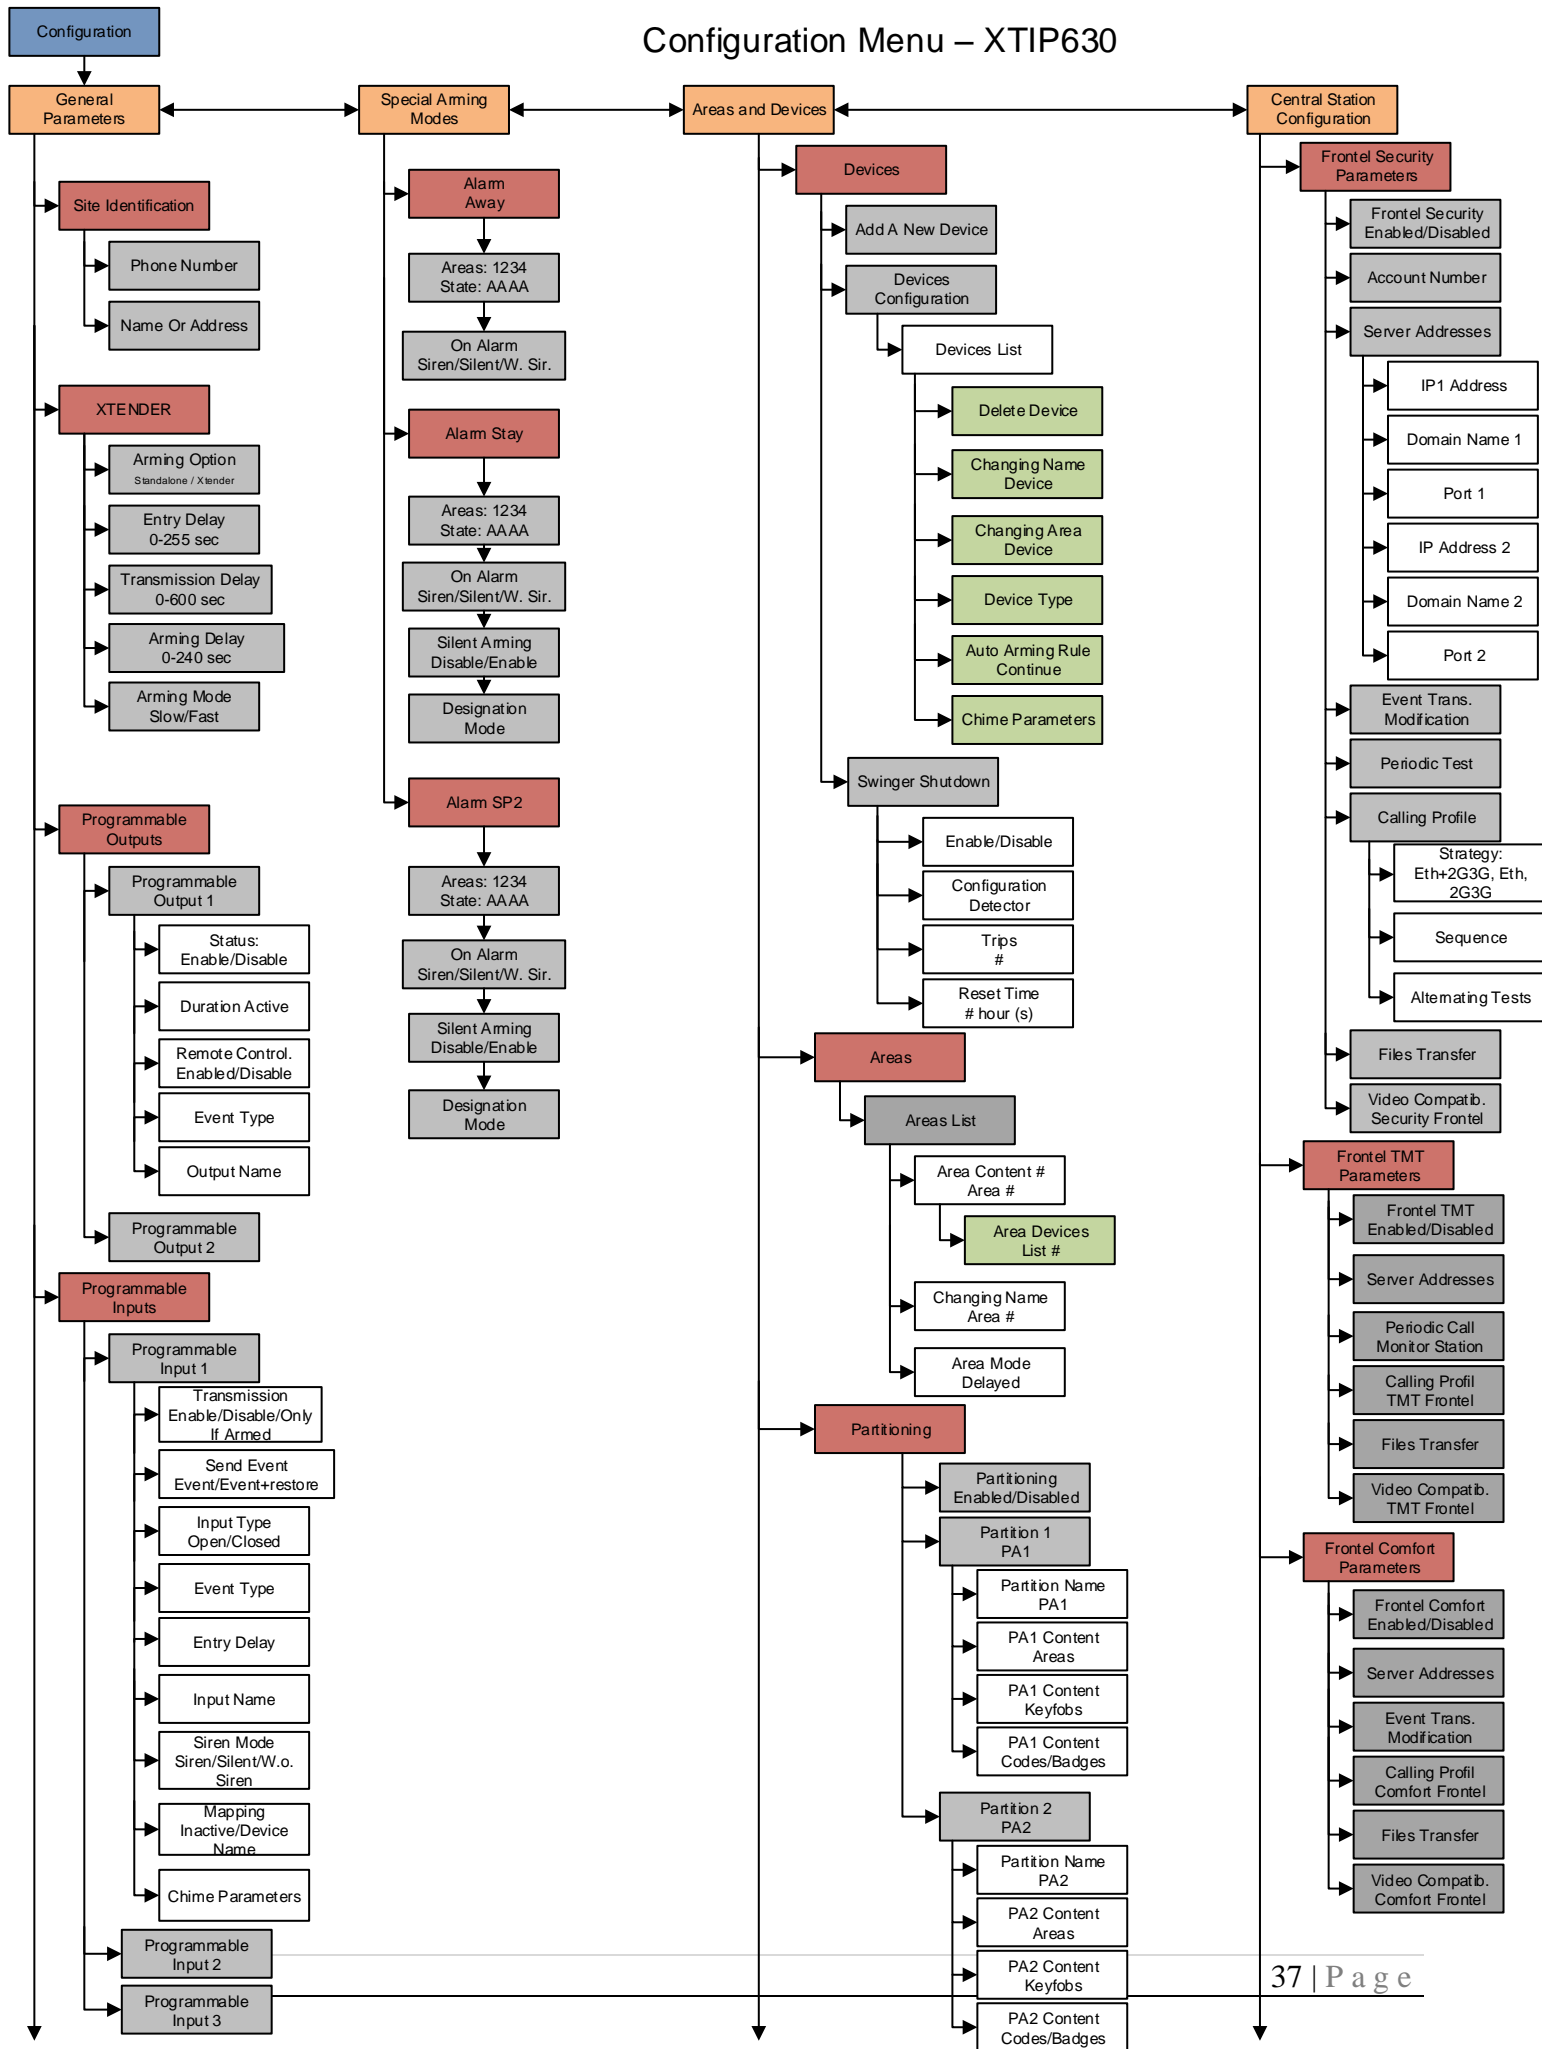 Configuration
Configuration Menu – XTIP630
General
Parameters
Special Arming
Modes
Areas and Devices
Central Station
Configuration
Site Identification
Phone Number
Name Or Address
XTENDER
Arming Option
Standalone / Xtender
Entry Delay
0-255 sec
Transmission Delay
0-600 sec
Arming Delay
0-240 sec
Arming Mode
Slow/Fast
Programmable
Outputs
Programmable
Output 1
Status:
Enable/Disable
Duration Active
Remote Control.
Enabled/Disable
Event Type
Output Name
Programmable
Output 2
Programmable
Inputs
Programmable
Input 1
Transmission
Enable/Disable/Only
If Armed
Send Event
Event/Event+restore
Input Type
Open/Closed
Event Type
Entry Delay
Input Name
Siren Mode
Siren/Silent/W.o.
Siren
Mapping
Inactive/Device
Name
Chime Parameters
Programmable
Input 2
Programmable
Input 3
Alarm
Away
Areas: 1234
State: AAAA
On Alarm
Siren/Silent/W. Sir.
Alarm Stay
Areas: 1234
State: AAAA
On Alarm
Siren/Silent/W. Sir.
Silent Arming
Disable/Enable
Designation
Mode
Alarm SP2
Areas: 1234
State: AAAA
On Alarm
Siren/Silent/W. Sir.
Silent Arming
Disable/Enable
Designation
Mode
Devices
Add A New Device
Devices
Configuration
Devices List
Delete Device
Changing Name
Device
Changing Area
Device
Device Type
Auto Arming Rule
Continue
Chime Parameters
Swinger Shutdown
Enable/Disable
Configuration
Detector
Trips
#
Reset Time
# hour (s)
Areas
Areas List
Area Content #
Area #
Area Devices
List #
Changing Name
Area #
Area Mode
Delayed
Partitioning
Partitioning
Enabled/Disabled
Partition 1
PA1
Partition Name
PA1
PA1 Content
Areas
PA1 Content
Keyfobs
PA1 Content
Codes/Badges
Partition 2
PA2
Partition Name
PA2
PA2 Content
Areas
PA2 Content
Keyfobs
PA2 Content
Codes/Badges
Frontel Security
Parameters
Frontel Security
Enabled/Disabled
Account Number
Server Addresses
IP1 Address
Domain Name 1
Port 1
IP Address 2
Domain Name 2
Port 2
Event Trans.
Modification
Periodic Test
Calling Profile
Strategy:
Eth+2G3G, Eth,
2G3G
Sequence
Alternating Tests
Files Transfer
Video Compatib.
Security Frontel
Frontel TMT
Parameters
Frontel TMT
Enabled/Disabled
Server Addresses
Periodic Call
Monitor Station
Calling Profil
TMT Frontel
Files Transfer
Video Compatib.
TMT Frontel
Frontel Comfort
Parameters
Frontel Comfort
Enabled/Disabled
Server Addresses
Event Trans.
Modification
Calling Profil
Comfort Frontel
Files Transfer
Video Compatib.
Comfort Frontel
37 | Page